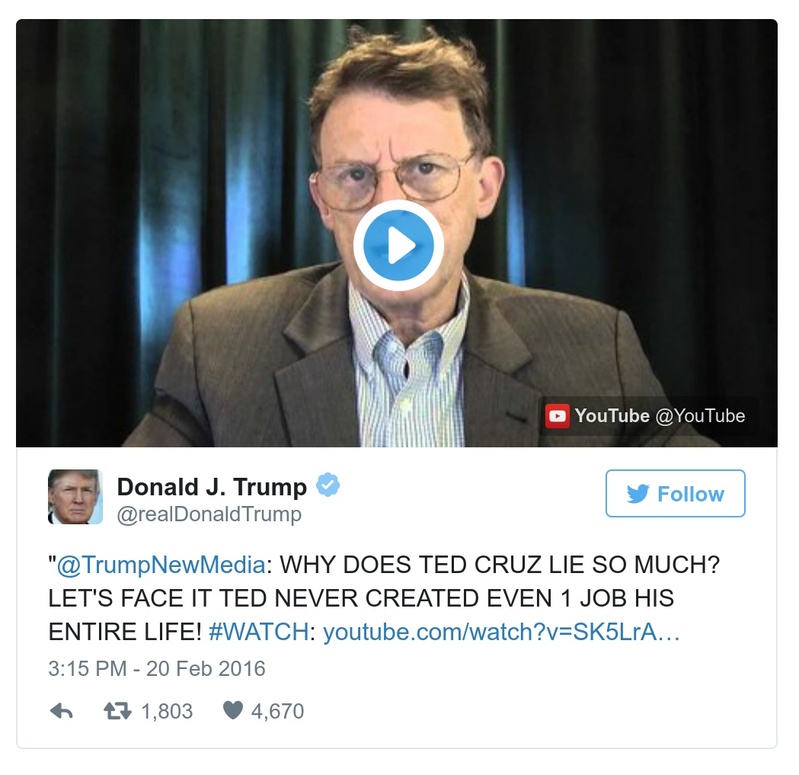 YouTube @YouTube
Donald J. Trump
Follow
@realDonaldTrump
"@TrumpNewMedia: WHY DOES TED CRUZ LIE SO MUCH?
LET'S FACE IT TED NEVER CREATED EVEN 1 JOB HIS
ENTIRE LIFE! #WATCH: youtube.com/watch?v=SK5LrA…
3:15 PM - 20 Feb 2016
1,803 4,670